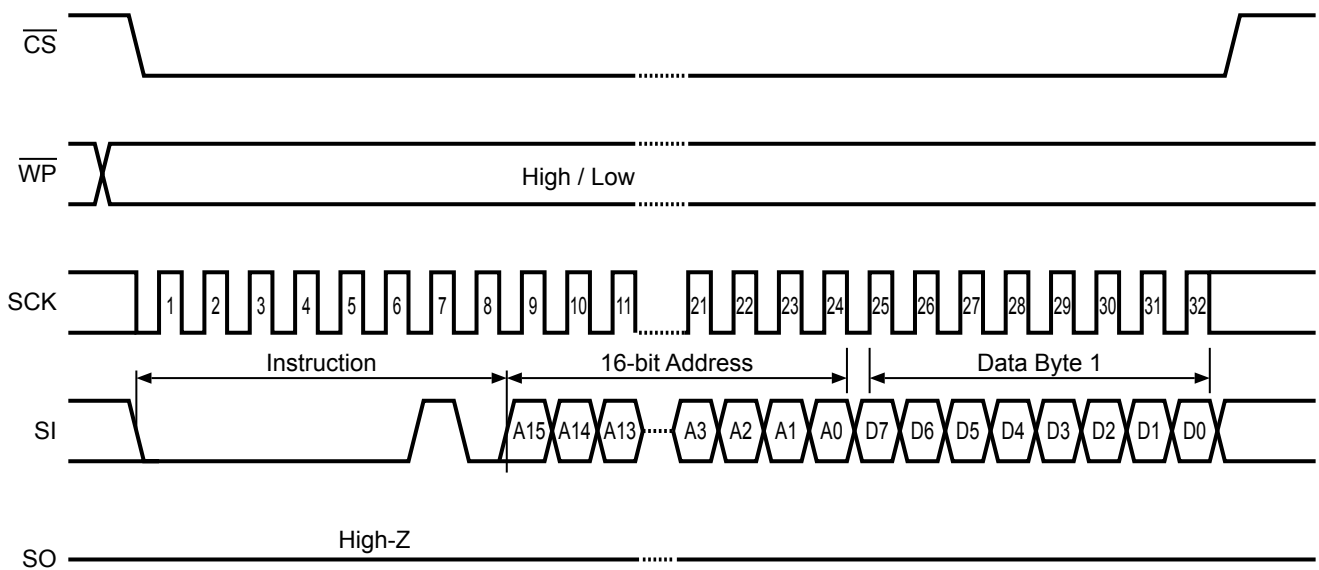 CS
WP
High / Low
SCK
1 2 3 4 5 6 7 8 9 10 11 21 22 23 24 25 26 27 28 29 30 31 32
Instruction 16-bit Address Data Byte 1
SI
A15 A14 A13 A3 A2 A1 A0 D7 D6 D5 D4 D3 D2 D1 D0
High-Z
SO